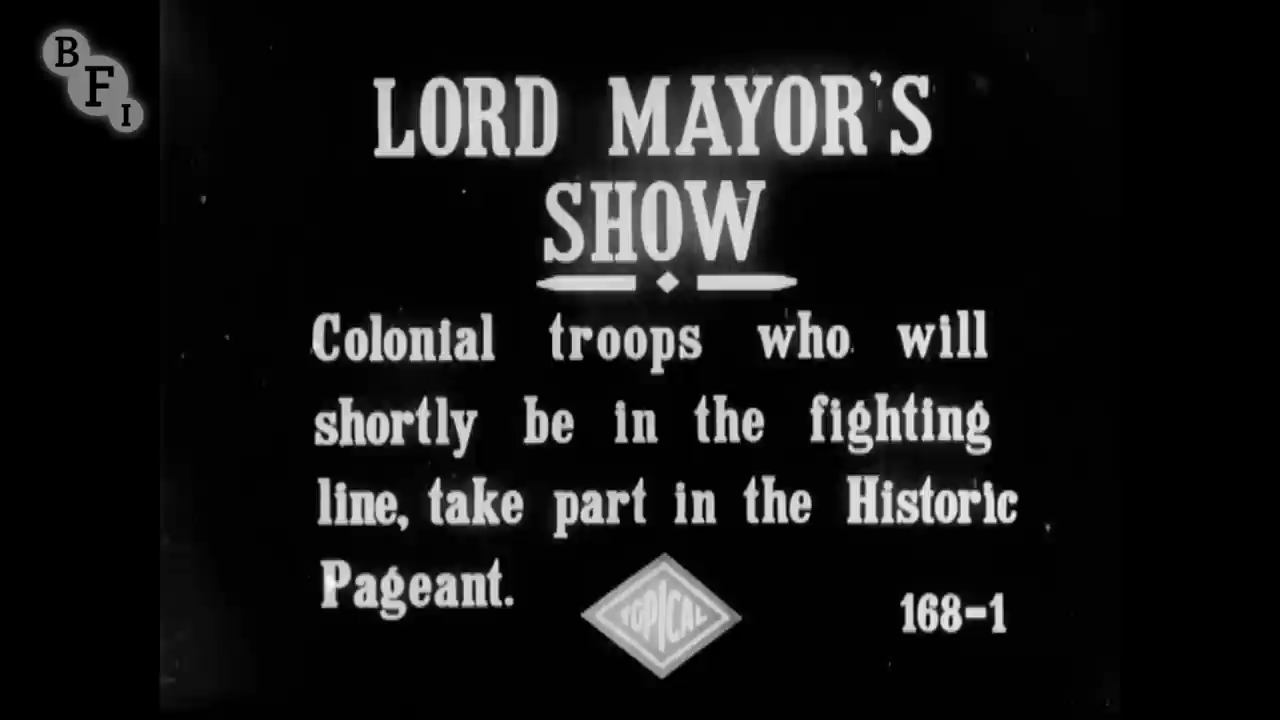 BFI
LORD MAYOR'S
SHOW
Colonial troops who will
shortly be in the fighting
line, take part in the Historic
Pageant.
TOPICAL
168-1